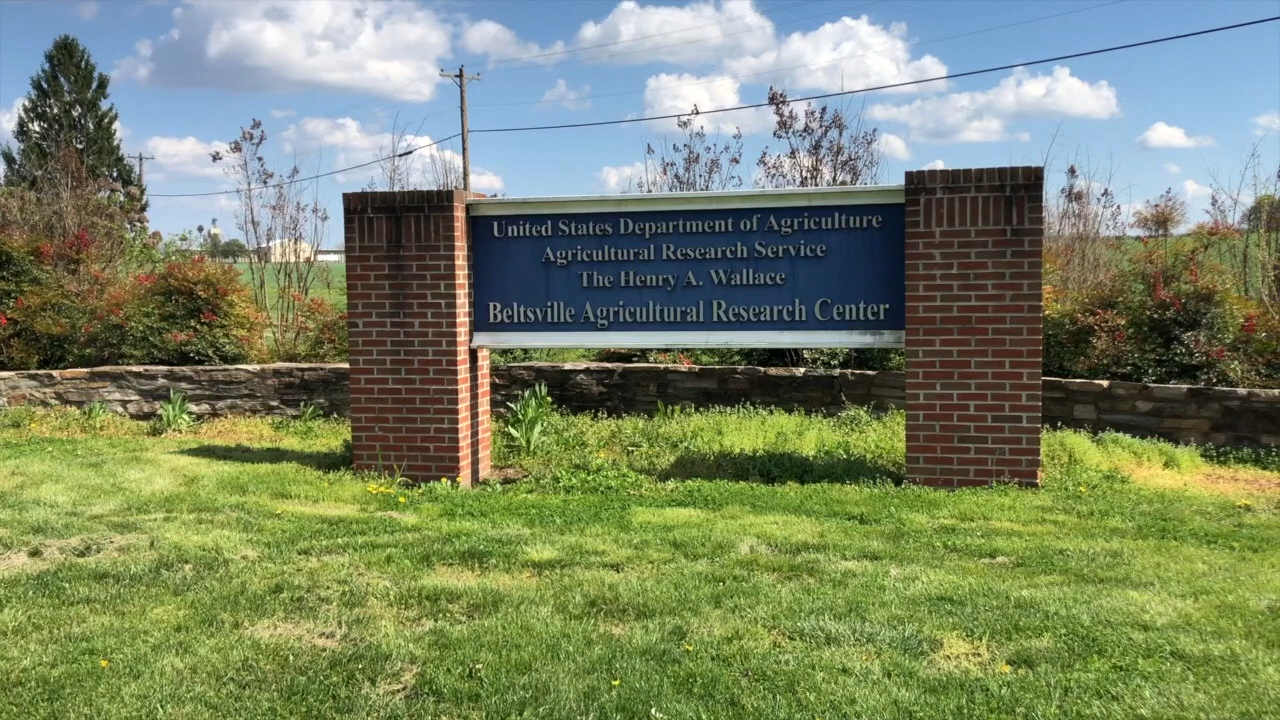 United States Department of Agriculture
Agricultural Research Service
The Henry A. Wallace
Beltsville Agricultural Research Center